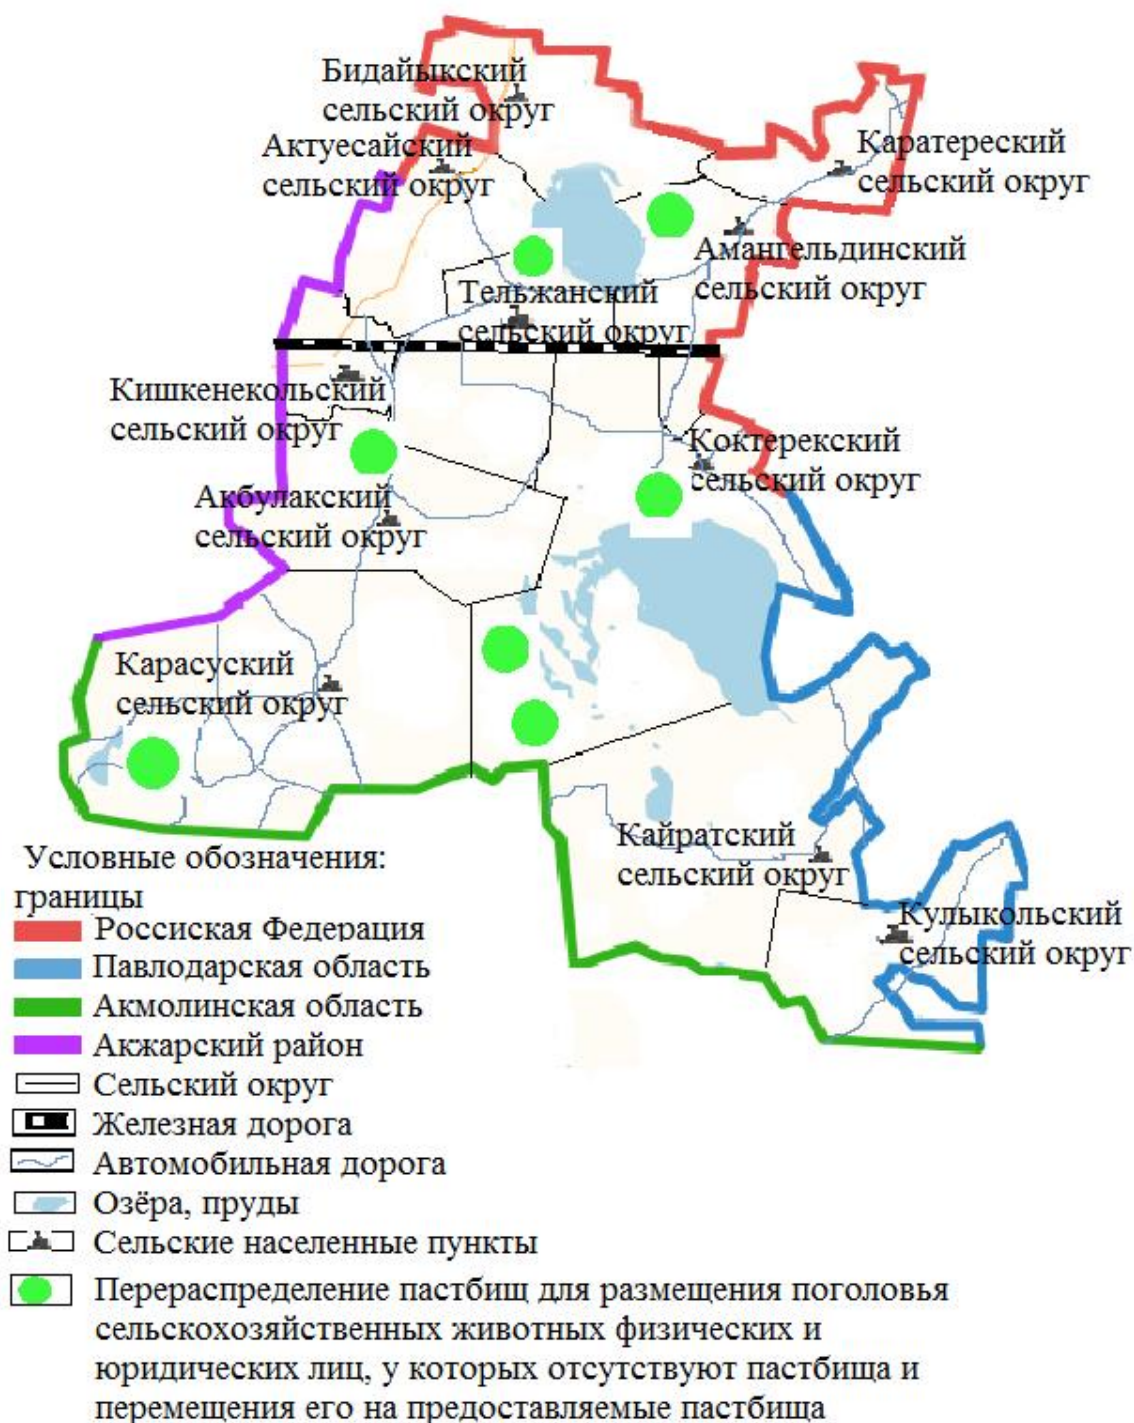 Бидайыкский
сельский округ
Актуесайский
сельский округ
Каратереский
сельский округ
Амангельдинский
сельский округ
Тельжанский
сельский округ
Кишкенекольский
сельский округ
Коктерекский
сельский округ
Акбулакский
сельский округ
Карасуский
сельский округ
Кайратский
сельский округ
Кулыкольский
сельский округ
Условные обозначения:
границы
Россиская Федерация
Павлодарская область
Акмолинская область
Акжарский район
Сельский округ
Железная дорога
Автомобильная дорога
Озёра, пруды
Сельские населенные пункты
Перераспределение пастбищ для размещения поголовья
сельскохозяйственных животных физических и
юридических лиц, у которых отсутствуют пастбища и
перемещения его на предоставляемые пастбища